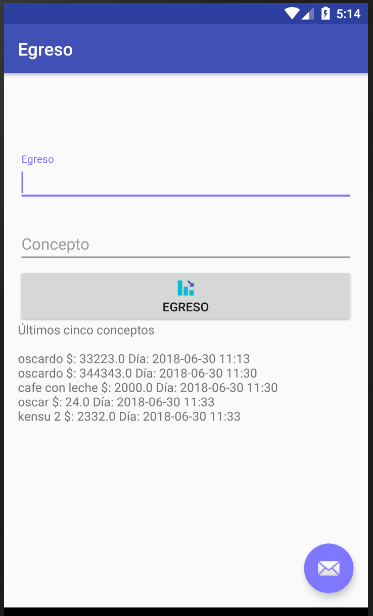 5:14
Egreso
Egreso
Concepto
EGRESO
Últimos cinco conceptos
oscardo $: 33223.0 Día: 2018-06-30 11:13
oscardo $: 344343.0 Día: 2018-06-30 11:30
cafe con leche $: 2000.0 Día: 2018-06-30 11:30
oscar $: 24.0 Día: 2018-06-30 11:33
kensu 2 $: 2332.0 Día: 2018-06-30 11:33